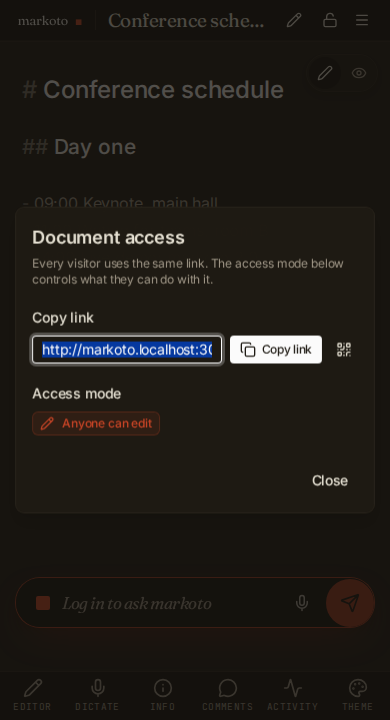 markoto
Conference sche...
# Conference schedule
## Day one
- 09:00 Keynote, main hall
Document access
Every visitor uses the same link. The access mode below
controls what they can do with it.
Copy link
http://markoto.localhost:30
Copy link
Access mode
Anyone can edit
Close
Log in to ask markoto
EDITOR DICTATE INFO COMMENTS ACTIVITY THEME